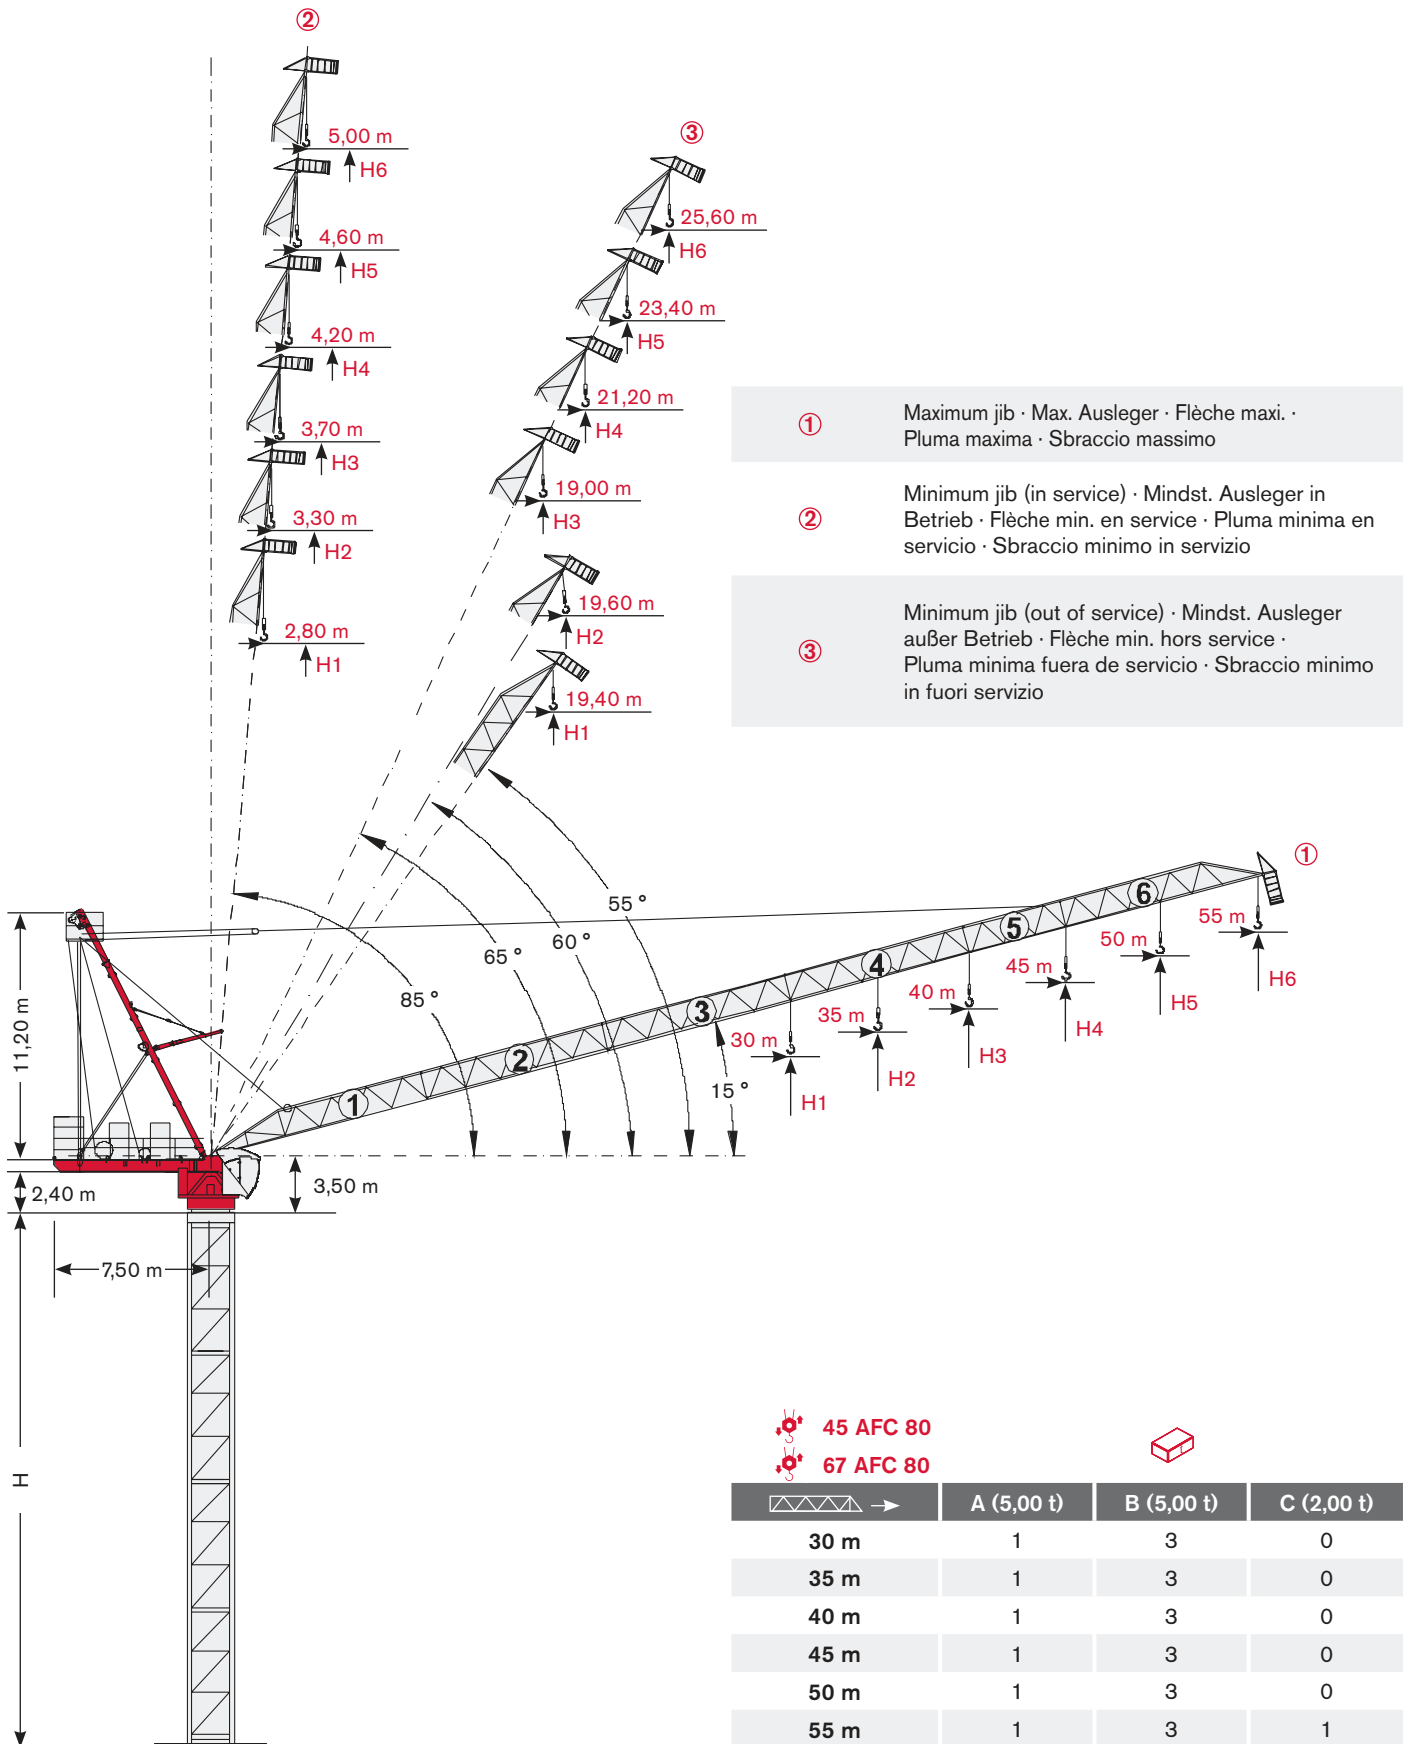 ②
5,00 m
H6
4,60 m
H5
4,20 m
H4
3,70 m
H3
3,30 m
H2
2,80 m
H1
③
25,60 m
H6
23,40 m
H5
21,20 m
H4
19,00 m
H3
19,60 m
H2
19,40 m
H1
① Maximum jib · Max. Ausleger · Flèche maxi. ·
Pluma maxima · Sbraccio massimo
② Minimum jib (in service) · Mindst. Ausleger in
Betrieb · Flèche min. en service · Pluma minima en
servicio · Sbraccio minimo in servizio
③ Minimum jib (out of service) · Mindst. Ausleger
außer Betrieb · Flèche min. hors service ·
Pluma minima fuera de servicio · Sbraccio minimo
in fuori servizio
85°
65°
60°
55°
15°
①
1
2
3
4
5
6
30 m
H1
35 m
H2
40 m
H3
45 m
H4
50 m
H5
55 m
H6
11,20 m
2,40 m
3,50 m
7,50 m
H
45 AFC 80
67 AFC 80
A (5,00 t) B (5,00 t) C (2,00 t)
30 m 1 3 0
35 m 1 3 0
40 m 1 3 0
45 m 1 3 0
50 m 1 3 0
55 m 1 3 1